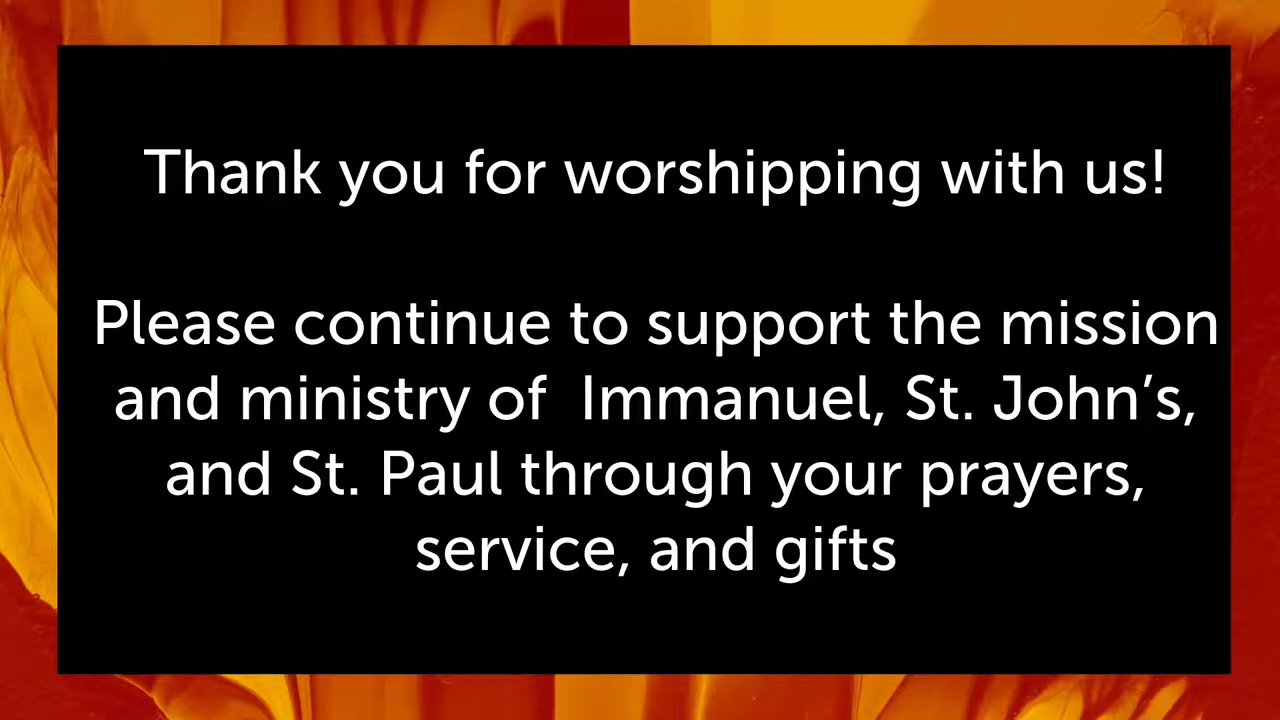 Thank you for worshipping with us!
Please continue to support the mission
and ministry of  Immanuel, St. John’s,
and St. Paul through your prayers,
service, and gifts